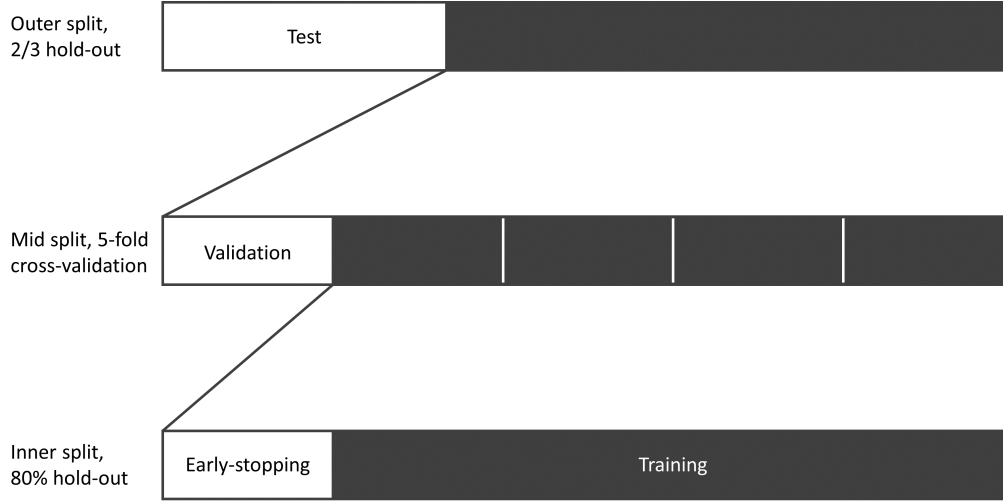 Outer split,
2/3 hold-out
Test
Mid split, 5-fold
cross-validation
Validation
Inner split,
80% hold-out
Early-stopping
Training